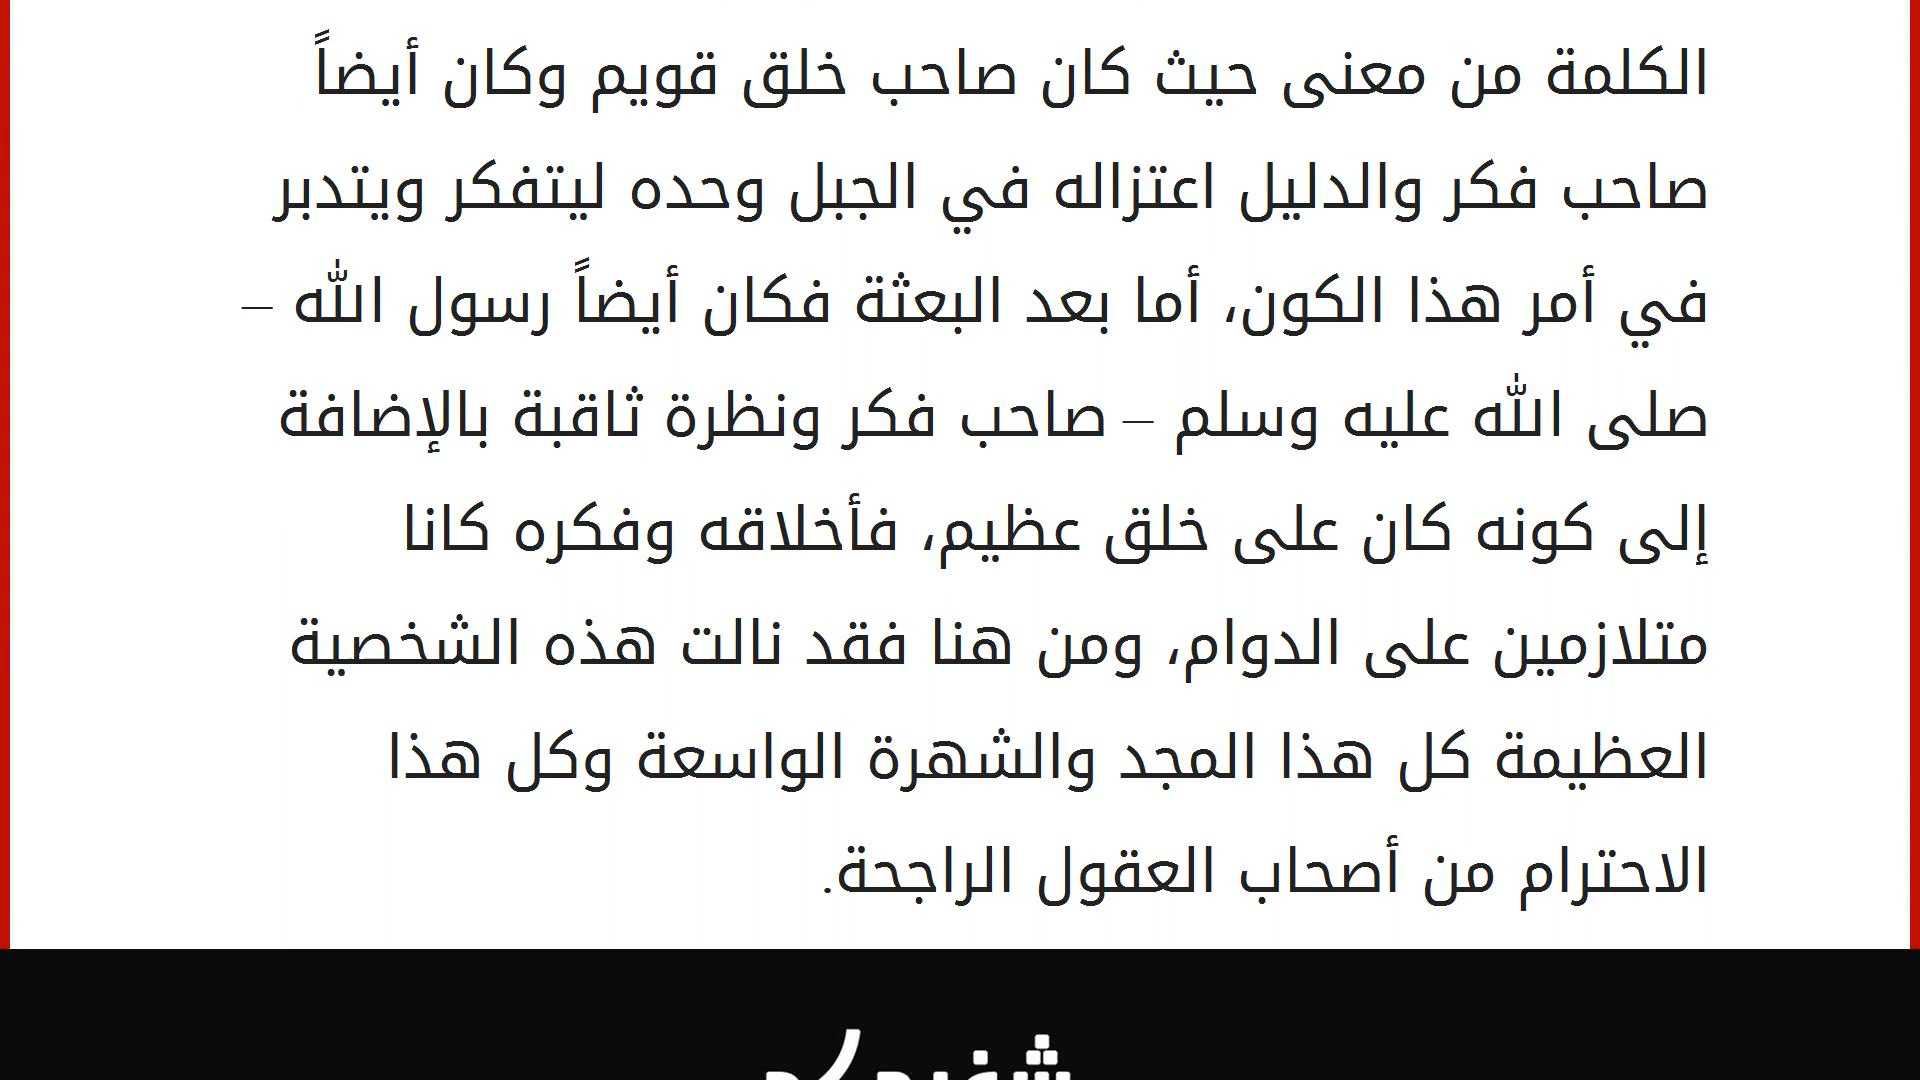 الكلمة من معنى حيث كان صاحب خلق قويم وكان أيضاً
صاحب فكر والدليل اعتزاله في الجبل وحده ليتفكر ويتدبر
في أمر هذا الكون، أما بعد البعثة فكان أيضاً رسول الله –
صلى الله عليه وسلم – صاحب فكر ونظرة ثاقبة بالإضافة
إلى كونه كان على خلق عظيم، فأخلاقه وفكره كانا
متلازمين على الدوام، ومن هنا فقد نالت هذه الشخصية
العظيمة كل هذا المجد والشهرة الواسعة وكل هذا
الاحترام من أصحاب العقول الراجحة.